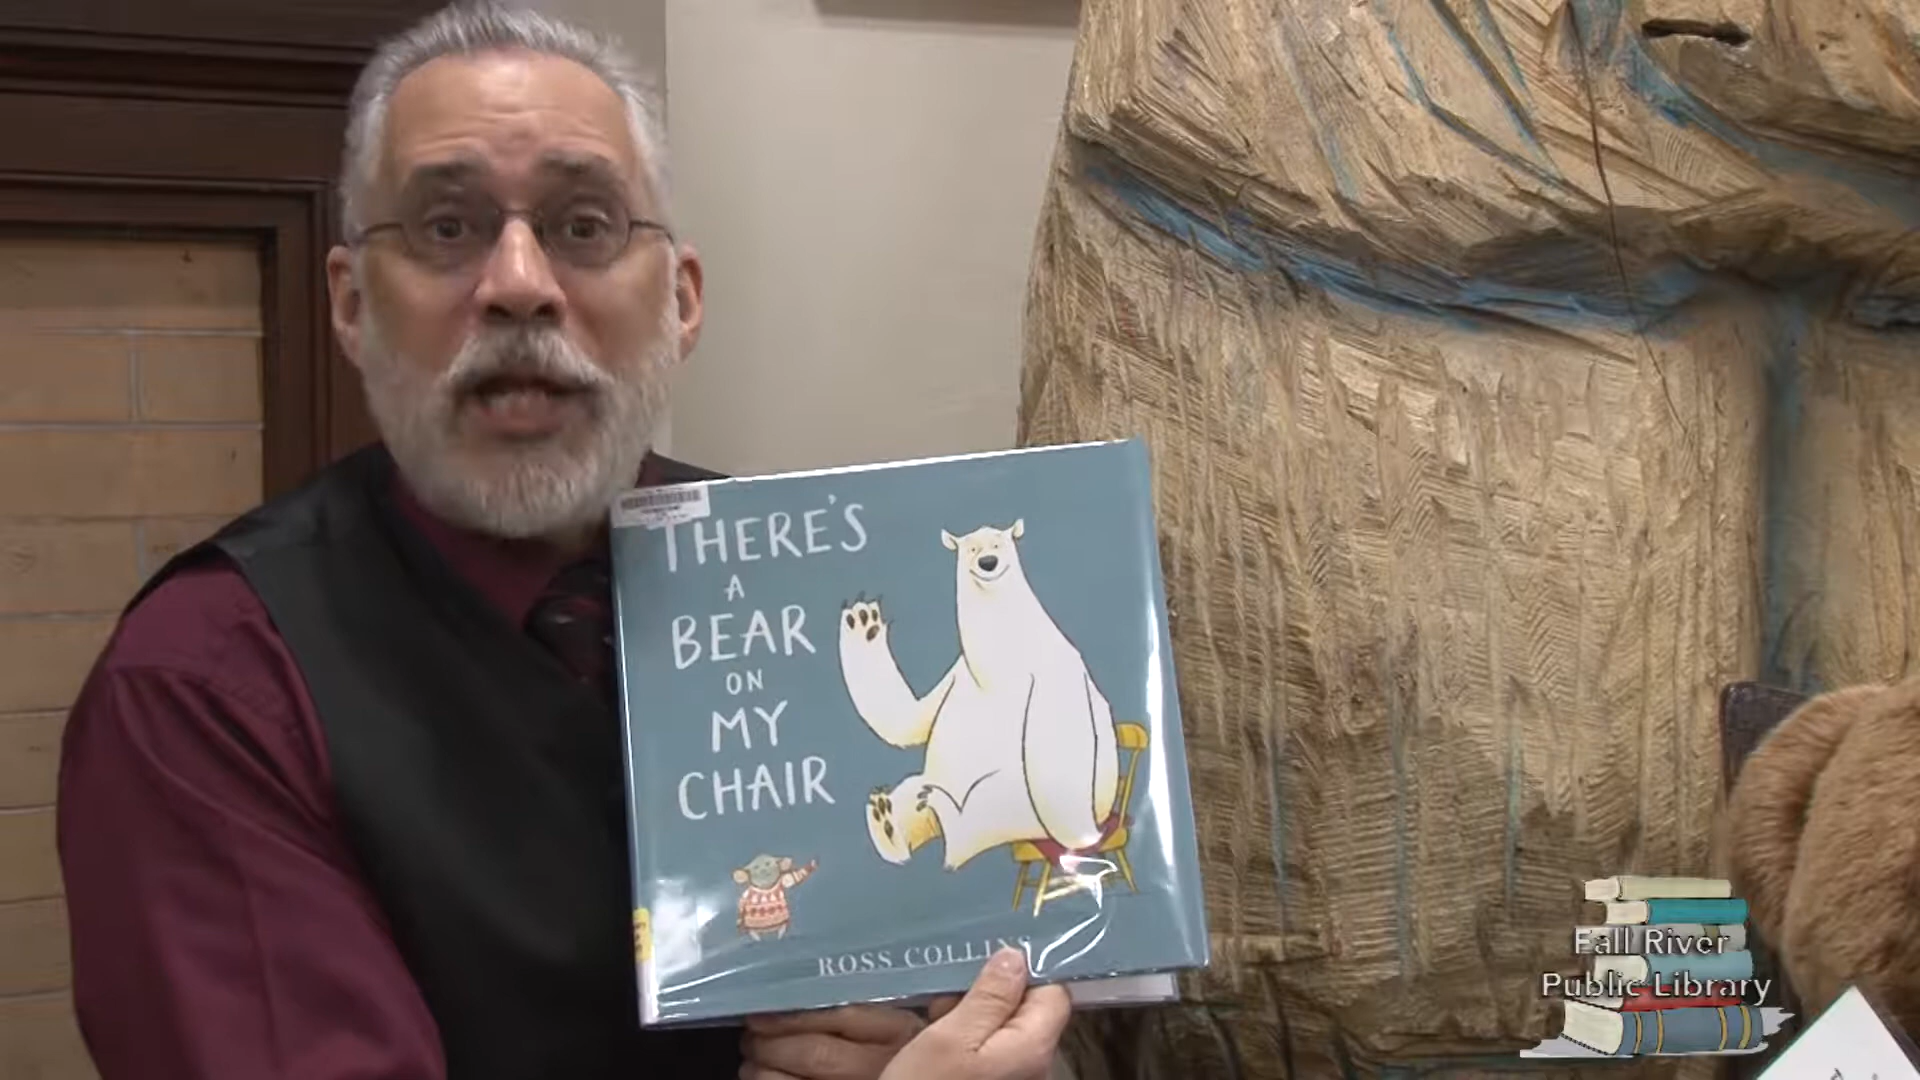 THERE'S
A
BEAR
ON
MY
CHAIR
ROSS COLLINS
Fall River
Public Library